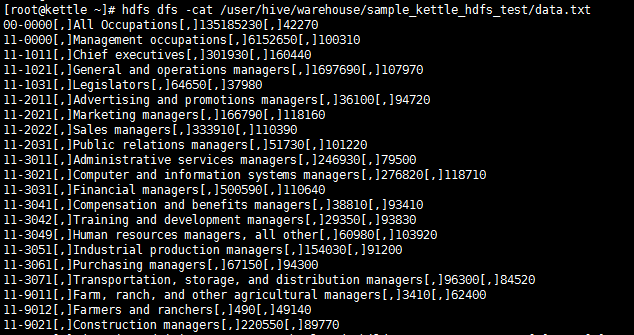 [root@kettle ~]# hdfs dfs -cat /user/hive/warehouse/sample_kettle_hdfs_test/data.txt
00-0000[,]All Occupations[,]135185230[,]42270
11-0000[,]Management occupations[,]6152650[,]100310
11-1011[,]Chief executives[,]301930[,]160440
11-1021[,]General and operations managers[,]1697690[,]107970
11-1031[,]Legislators[,]64650[,]37980
11-2011[,]Advertising and promotions managers[,]36100[,]94720
11-2021[,]Marketing managers[,]166790[,]118160
11-2022[,]Sales managers[,]333910[,]110390
11-2031[,]Public relations managers[,]51730[,]101220
11-3011[,]Administrative services managers[,]246930[,]79500
11-3021[,]Computer and information systems managers[,]276820[,]118710
11-3031[,]Financial managers[,]500590[,]110640
11-3041[,]Compensation and benefits managers[,]38810[,]93410
11-3042[,]Training and development managers[,]29350[,]93830
11-3049[,]Human resources managers, all other[,]60980[,]103920
11-3051[,]Industrial production managers[,]154030[,]91200
11-3061[,]Purchasing managers[,]67150[,]94300
11-3071[,]Transportation, storage, and distribution managers[,]96300[,]84520
11-9011[,]Farm, ranch, and other agricultural managers[,]3410[,]62400
11-9012[,]Farmers and ranchers[,]490[,]49140
11-9021[,]Construction managers[,]220550[,]89770